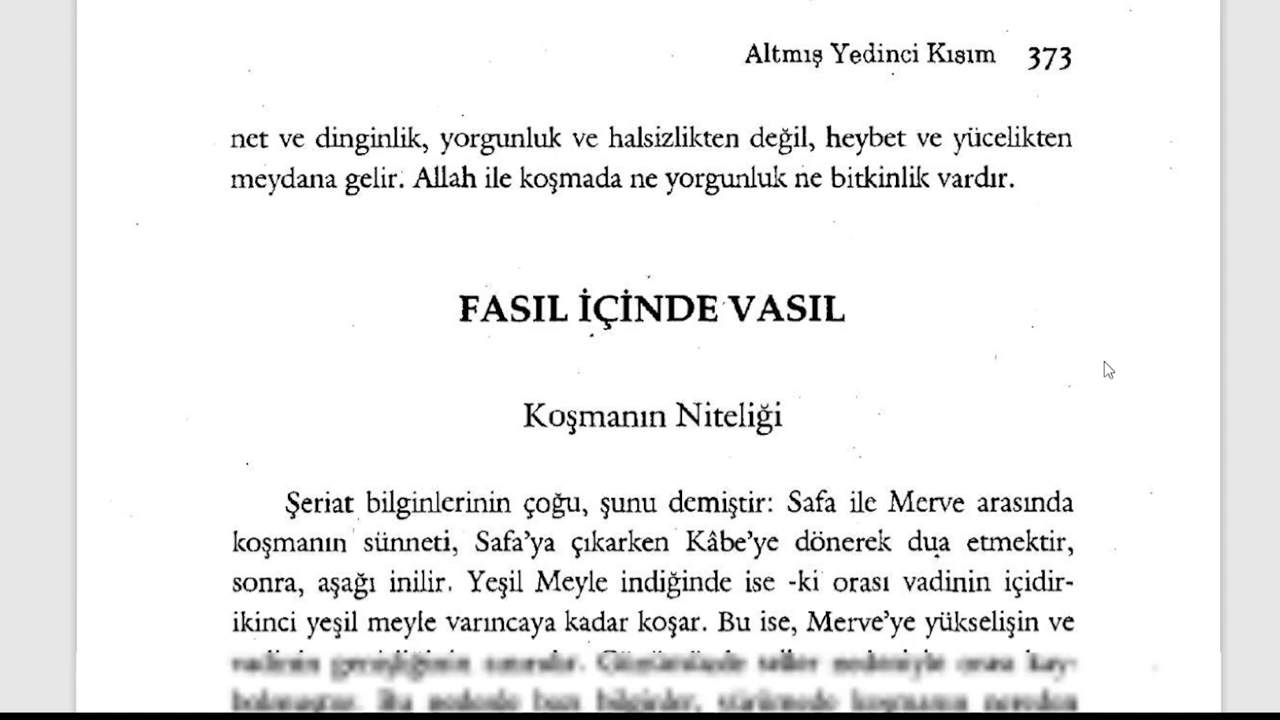 Altmış Yedinci Kısım 373
net ve dinginlik, yorgunluk ve halsizlikten değil, heybet ve yücelikten
meydana gelir. Allah ile koşmada ne yorgunluk ne bitkinlik vardır.
FASIL İÇİNDE VASIL
Koşmanın Niteliği
Şeriat bilginlerinin çoğu, şunu demiştir: Safa ile Merve arasında
koşmanın sünneti, Safa'ya çıkarken Kâbe'ye dönerek dua etmektir,
sonra, aşağı inilir. Yeşil Meyle indiğinde ise -ki orası vadinin içidir-
ikinci yeşil meyle varıncaya kadar koşar. Bu ise, Merve'ye yükselişin ve